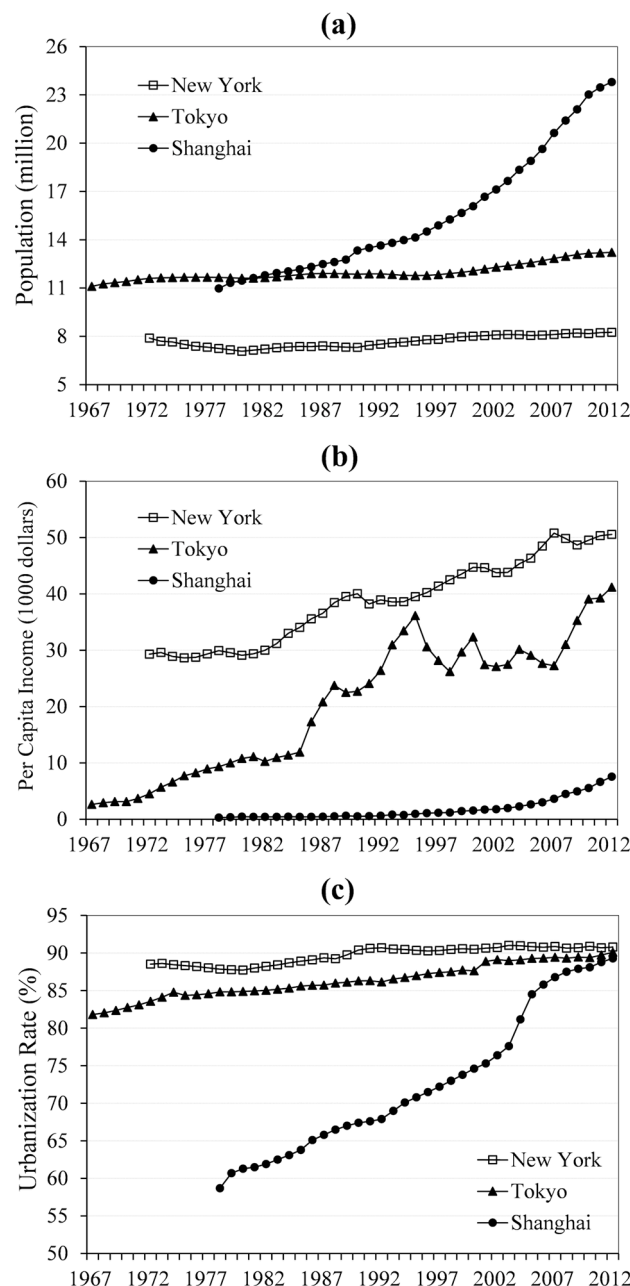 (a)
Population (million)
26
23
20
17
14
11
8
5
New York
Tokyo
Shanghai
1967 1972 1977 1982 1987 1992 1997 2002 2007 2012
(b)
Per Capita Income (1000 dollars)
60
50
40
30
20
10
0
New York
Tokyo
Shanghai
1967 1972 1977 1982 1987 1992 1997 2002 2007 2012
(c)
Urbanization Rate (%)
95
90
85
80
75
70
65
60
55
50
New York
Tokyo
Shanghai
1967 1972 1977 1982 1987 1992 1997 2002 2007 2012